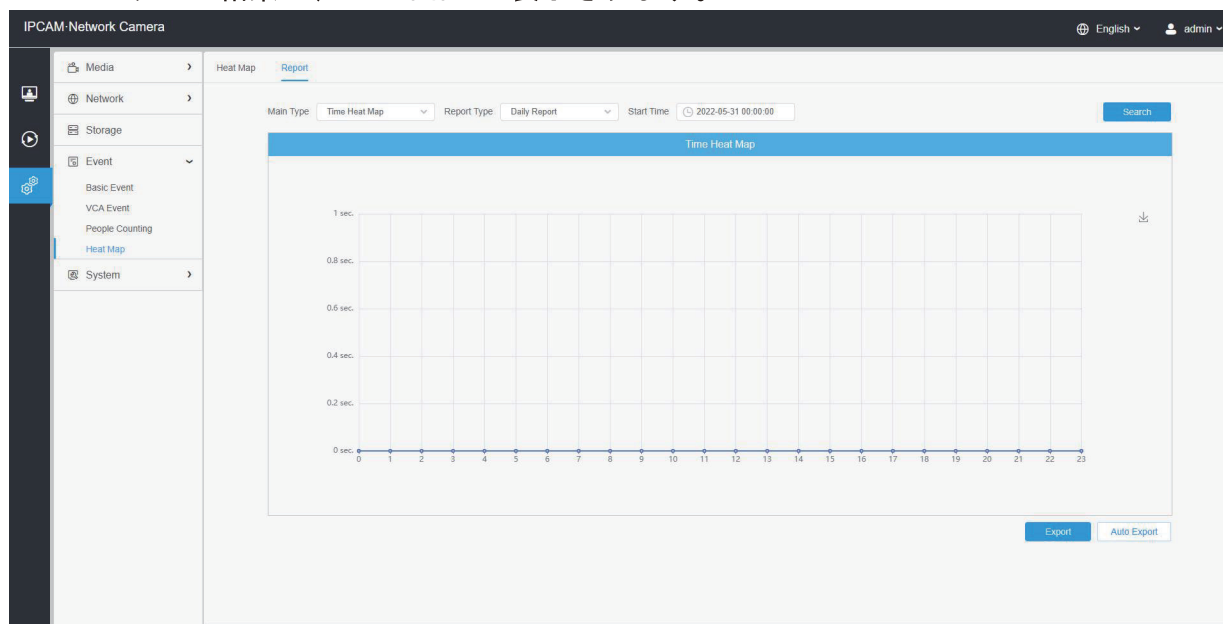 IPCAM·Network Camera
English
admin
Media
Network
Storage
Event
Basic Event
VCA Event
People Counting
Heat Map
System
Heat Map Report
Main Type Time Heat Map Report Type Daily Report Start Time 2022-05-31 00:00:00 Search
Time Heat Map
1 sec.
0.8 sec.
0.6 sec.
0.4 sec.
0.2 sec.
0 sec.
0 1 2 3 4 5 6 7 8 9 10 11 12 13 14 15 16 17 18 19 20 21 22 23
Export Auto Export